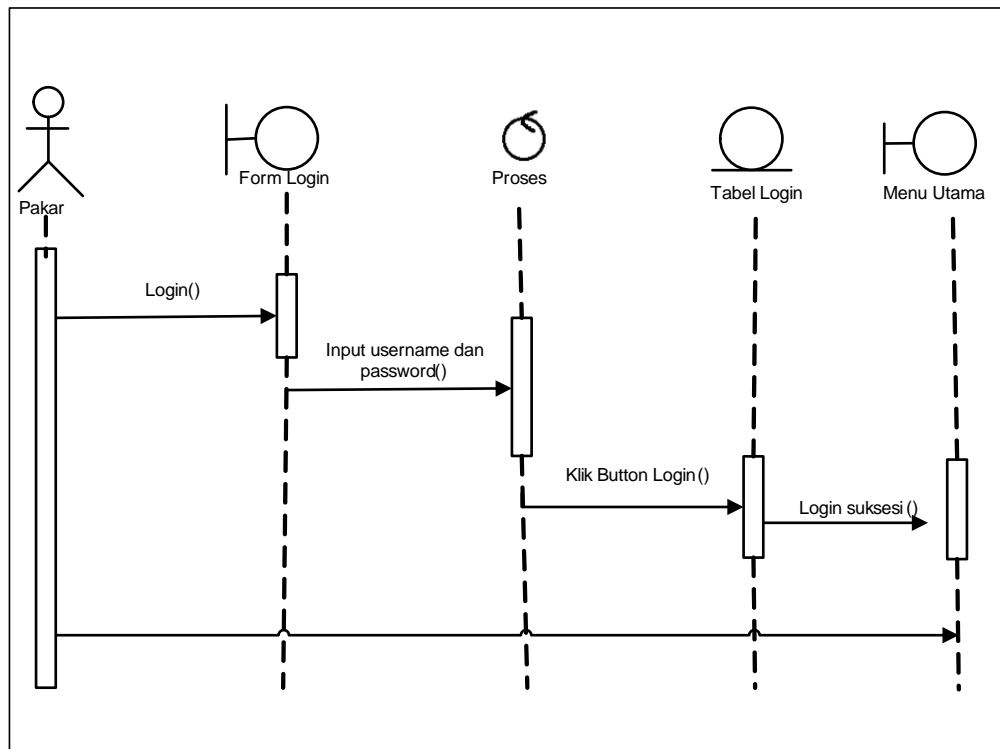 Pakar
Form Login
Proses
Tabel Login
Menu Utama
Login()
Input username dan
password()
Klik Button Login()
Login suksesi()